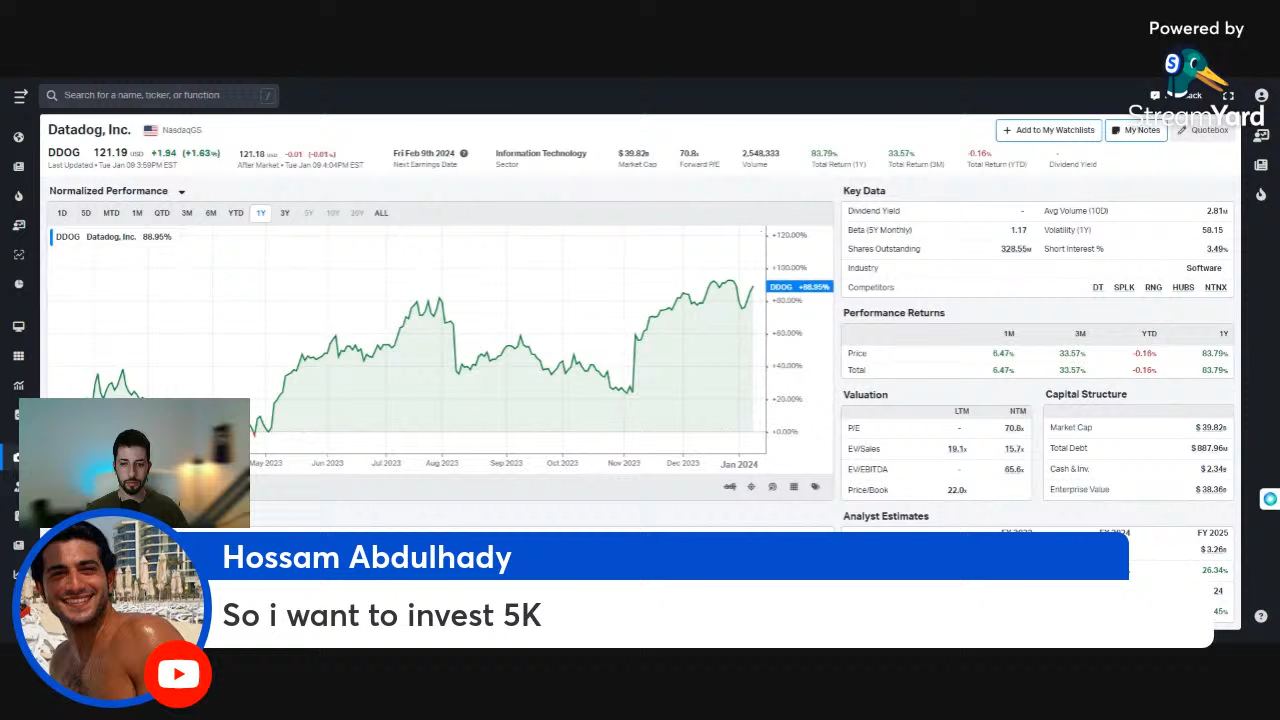 Powered by
StreamYard
Search for a name, ticker, or function /
Datadog, Inc. NasdaqGS
+ Add to My Watchlists My Notes Quotebox
DDOG 121.19 USD +1.94 (+1.63%) 121.18 USD -0.01 (-0.01%) Fri Feb 9th 2024 Information Technology $ 39.82B 70.8x 2,548,333 83.79% 33.57% -0.16% -
Last Updated • Tue Jan 09 3:59PM EST After Market • Tue Jan 09 4:04PM EST Next Earnings Date Sector Market Cap Forward P/E Volume Total Return (1Y) Total Return (3M) Total Return (YTD) Dividend Yield
Normalized Performance
1D 5D MTD 1M QTD 3M 6M YTD 1Y 3Y 5Y 10Y 20Y ALL
DDOG Datadog, Inc. 88.95%
+120.00%
+100.00%
DDOG +88.95%
+80.00%
+60.00%
+40.00%
+20.00%
+0.00%
May 2023 Jun 2023 Jul 2023 Aug 2023 Sep 2023 Oct 2023 Nov 2023 Dec 2023 Jan 2024
Key Data
Dividend Yield - Avg Volume (10D) 2.81M
Beta (5Y Monthly) 1.17 Volatility (1Y) 58.15
Shares Outstanding 328.55M Short Interest % 3.49%
Industry Software
Competitors DT SPLK RNG HUBS NTNX
Performance Returns
1M 3M YTD 1Y
Price 6.47% 33.57% -0.16% 83.79%
Total 6.47% 33.57% -0.16% 83.79%
Valuation
LTM NTM
P/E - 70.8x
EV/Sales 19.1x 15.7x
EV/EBITDA - 65.6x
Price/Book 22.0x
Capital Structure
Market Cap $ 39.82B
Total Debt $ 887.96M
Cash & Inv. $ 2.34B
Enterprise Value $ 38.36B
Analyst Estimates
FY 2025
$ 3.26B
26.34%
24
45%
Hossam Abdulhady
So i want to invest 5K